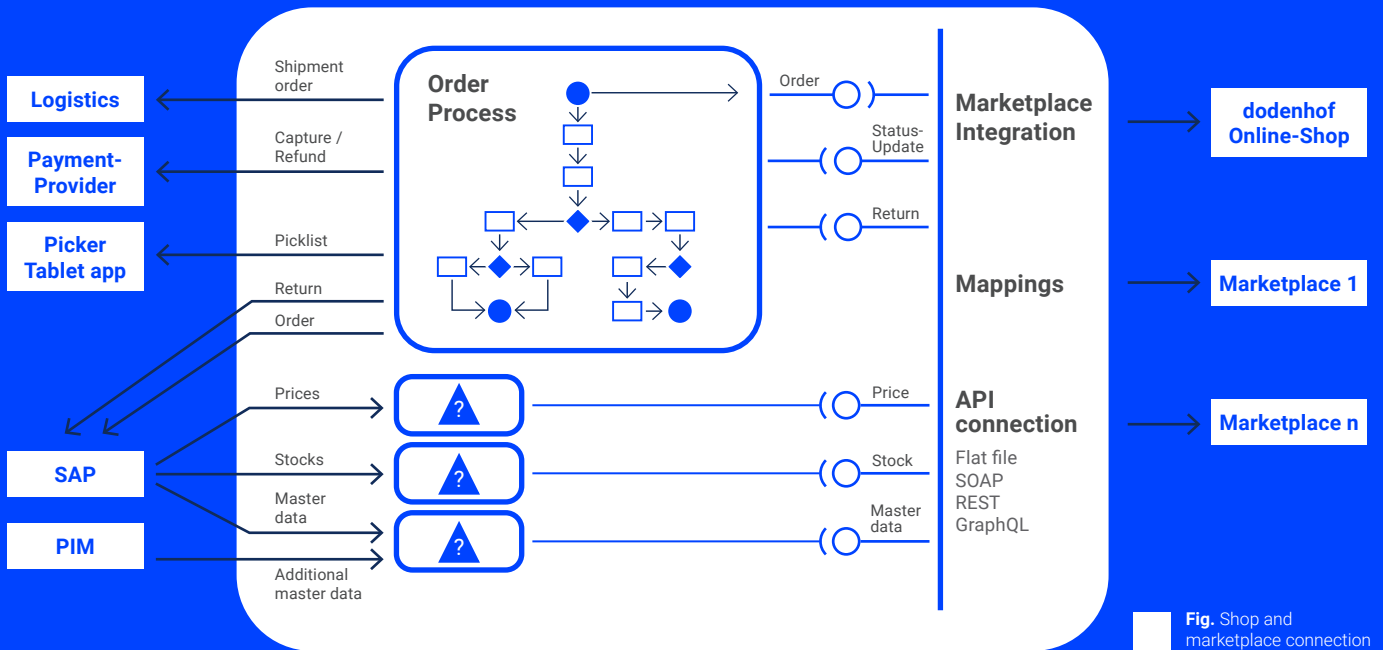 Logistics
Payment-
Provider
Picker
Tablet app
SAP
PIM
Shipment
order
Capture /
Refund
Picklist
Return
Order
Prices
Stocks
Master
data
Additional
master data
Order
Process
?
?
?
Order
Status-
Update
Return
Price
Stock
Master
data
Marketplace
Integration
Mappings
API
connection
Flat file
SOAP
REST
GraphQL
dodenhof
Online-Shop
Marketplace 1
Marketplace n
Fig. Shop and
marketplace connection